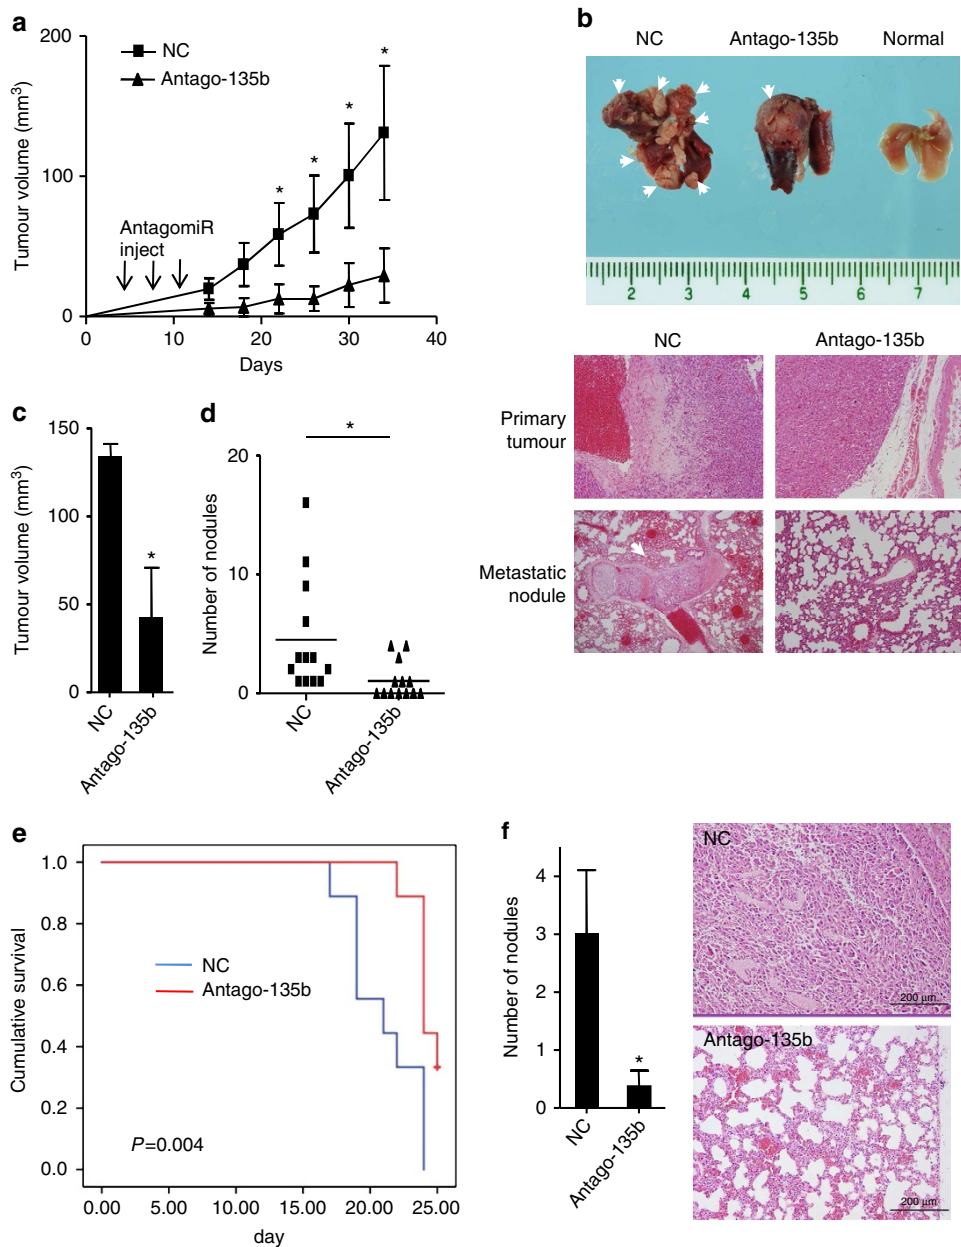 a
Tumour volume (mm³)
200
100
0
NC
Antago-135b
AntagomiR
inject
* * * *
0 10 20 30 40
Days
b
NC Antago-135b Normal
2 3 4 5 6 7
NC Antago-135b
Primary
tumour
Metastatic
nodule
c
Tumour volume (mm³)
150
100
50
0
*
NC
Antago-135b
d
Number of nodules
20
10
0
*
NC
Antago-135b
e
Cumulative survival
1.0
0.8
0.6
0.4
0.2
0.0
NC
Antago-135b
P=0.004
0.00 5.00 10.00 15.00 20.00 25.00
day
f
Number of nodules
4
3
2
1
0
*
NC
Antago-135b
NC
200 µm
Antago-135b
200 µm